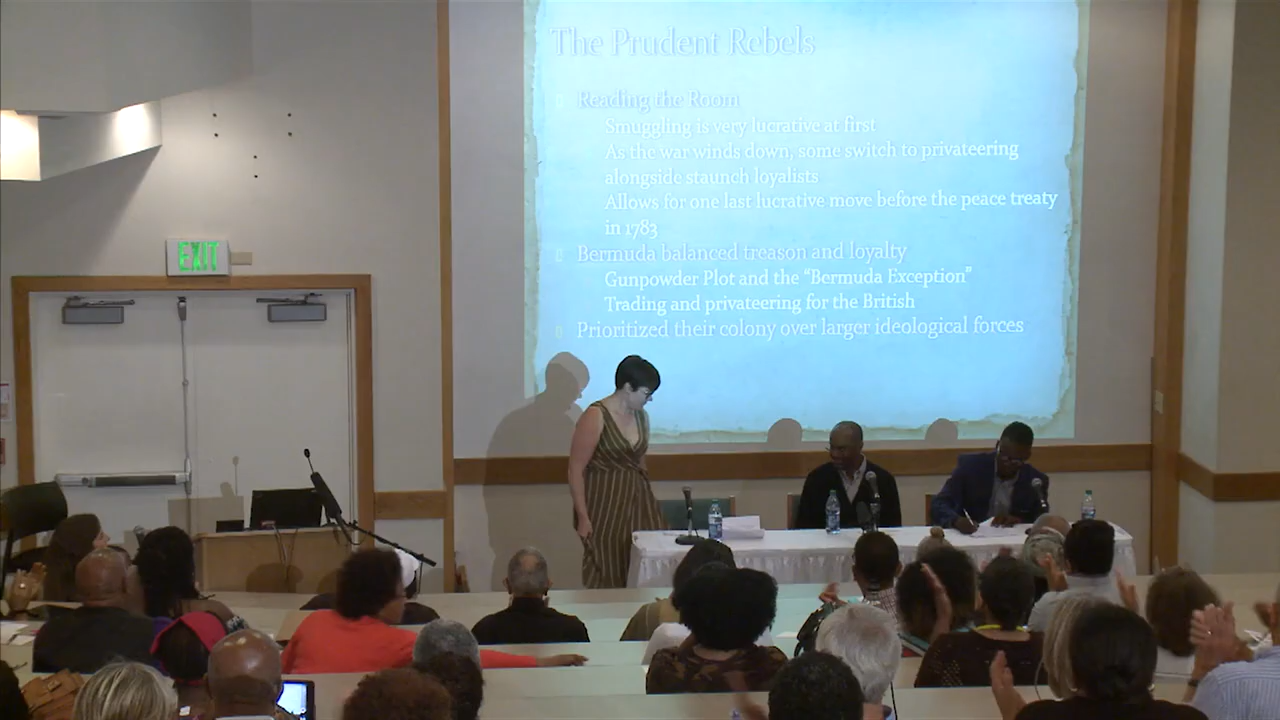 The Prudent Rebels
Reading the Room
Smuggling is very lucrative at first
As the war winds down, some switch to privateering
alongside staunch loyalists
Allows for one last lucrative move before the peace treaty
in 1783
Bermuda balanced treason and loyalty
Gunpowder Plot and the “Bermuda Exception”
Trading and privateering for the British
Prioritized their colony over larger ideological forces
EXIT